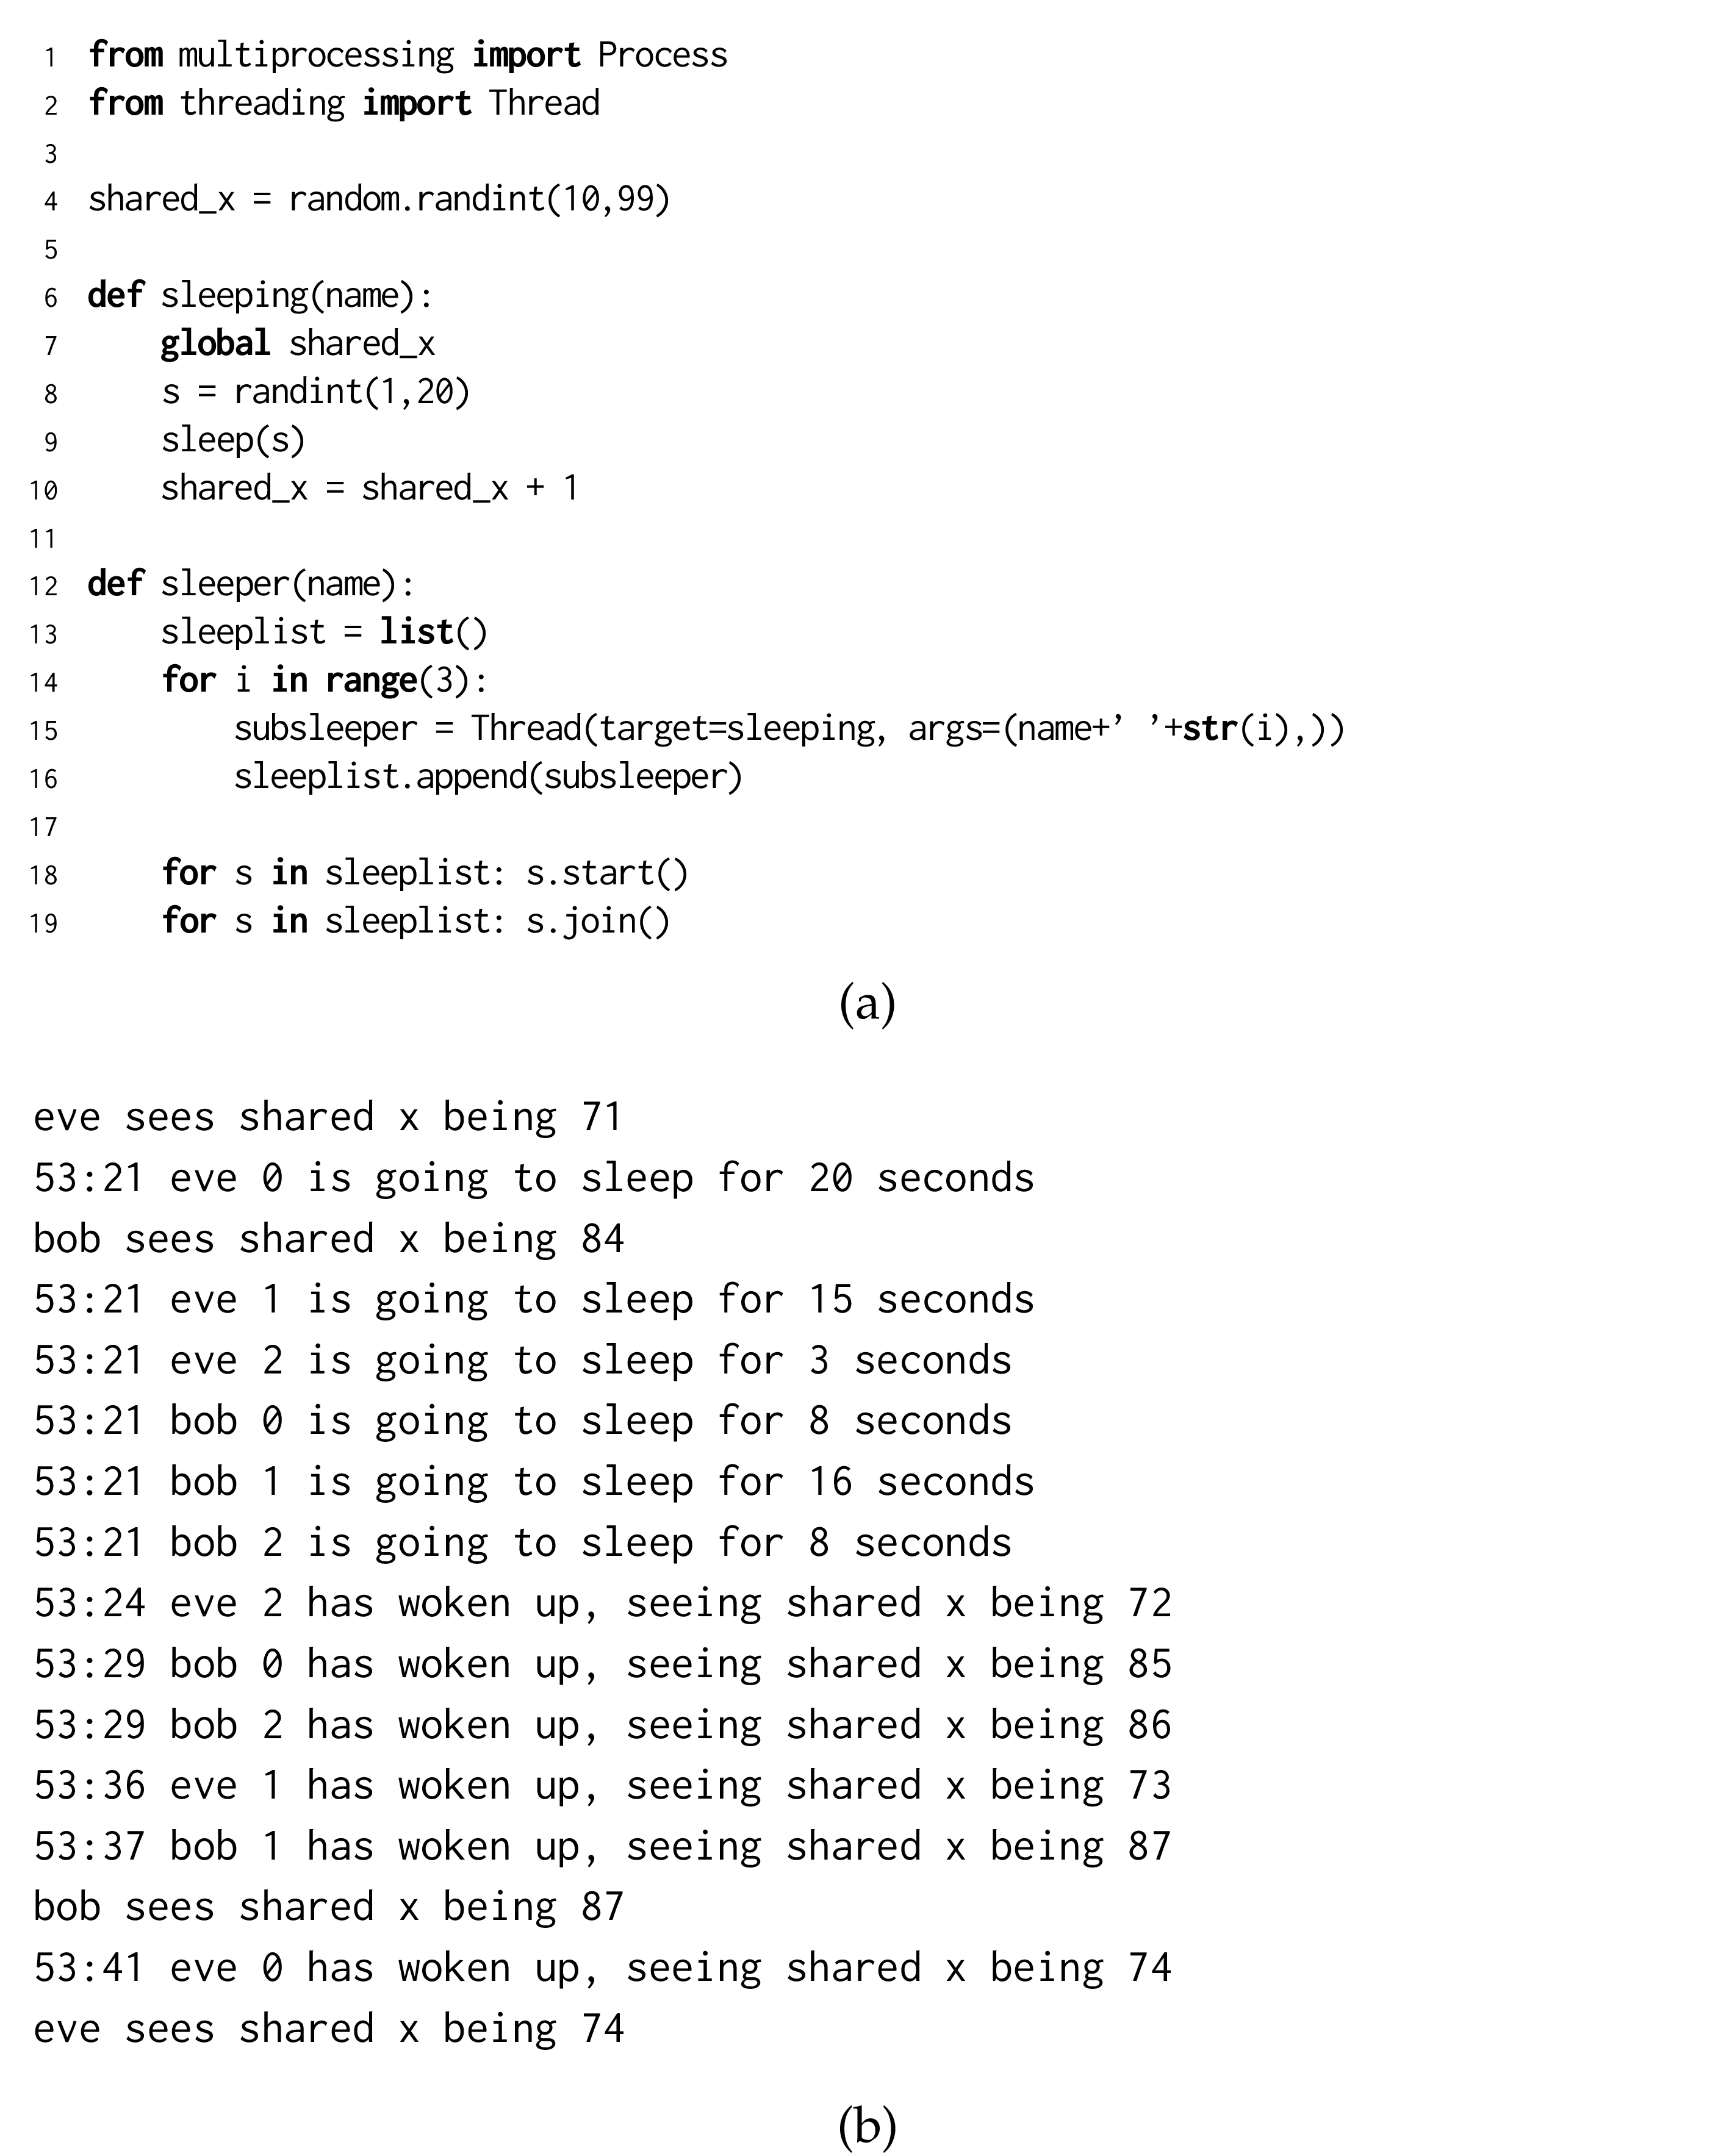 1 from multiprocessing import Process
2 from threading import Thread
3
4 shared_x = random.randint(10,99)
5
6 def sleeping(name):
7     global shared_x
8     s = randint(1,20)
9     sleep(s)
10     shared_x = shared_x + 1
11
12 def sleeper(name):
13     sleeplist = list()
14     for i in range(3):
15         subsleeper = Thread(target=sleeping, args=(name+’ ’+str(i),))
16         sleeplist.append(subsleeper)
17
18     for s in sleeplist: s.start()
19     for s in sleeplist: s.join()
(a)
eve sees shared x being 71
53:21 eve 0 is going to sleep for 20 seconds
bob sees shared x being 84
53:21 eve 1 is going to sleep for 15 seconds
53:21 eve 2 is going to sleep for 3 seconds
53:21 bob 0 is going to sleep for 8 seconds
53:21 bob 1 is going to sleep for 16 seconds
53:21 bob 2 is going to sleep for 8 seconds
53:24 eve 2 has woken up, seeing shared x being 72
53:29 bob 0 has woken up, seeing shared x being 85
53:29 bob 2 has woken up, seeing shared x being 86
53:36 eve 1 has woken up, seeing shared x being 73
53:37 bob 1 has woken up, seeing shared x being 87
bob sees shared x being 87
53:41 eve 0 has woken up, seeing shared x being 74
eve sees shared x being 74
(b)